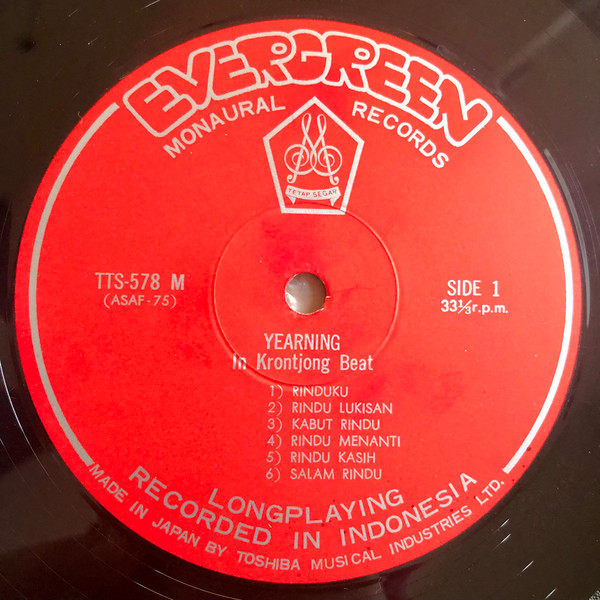 EVERGREEN
MONAURAL RECORDS
TETAP SEGAR
TTS-578 M
(ASAF-75)
SIDE 1
33⅓r.p.m.
YEARNING
In Krontjong Beat
1) RINDUKU
2) RINDU LUKISAN
3) KABUT RINDU
4) RINDU MENANTI
5) RINDU KASIH
6) SALAM RINDU
LONGPLAYING
RECORDED IN INDONESIA
MADE IN JAPAN BY TOSHIBA MUSICAL INDUSTRIES LTD.